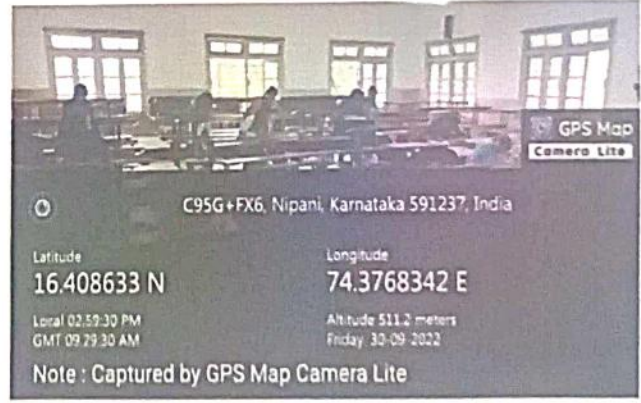 GPS Map
Camera Lite
C95G+FX6, Nipani, Karnataka 591237, India
Latitude
16.408633 N
Longitude
74.3768342 E
Local 02:59:30 PM
GMT 09:29:30 AM
Altitude 511.2 meters
Friday, 30-09-2022
Note : Captured by GPS Map Camera Lite